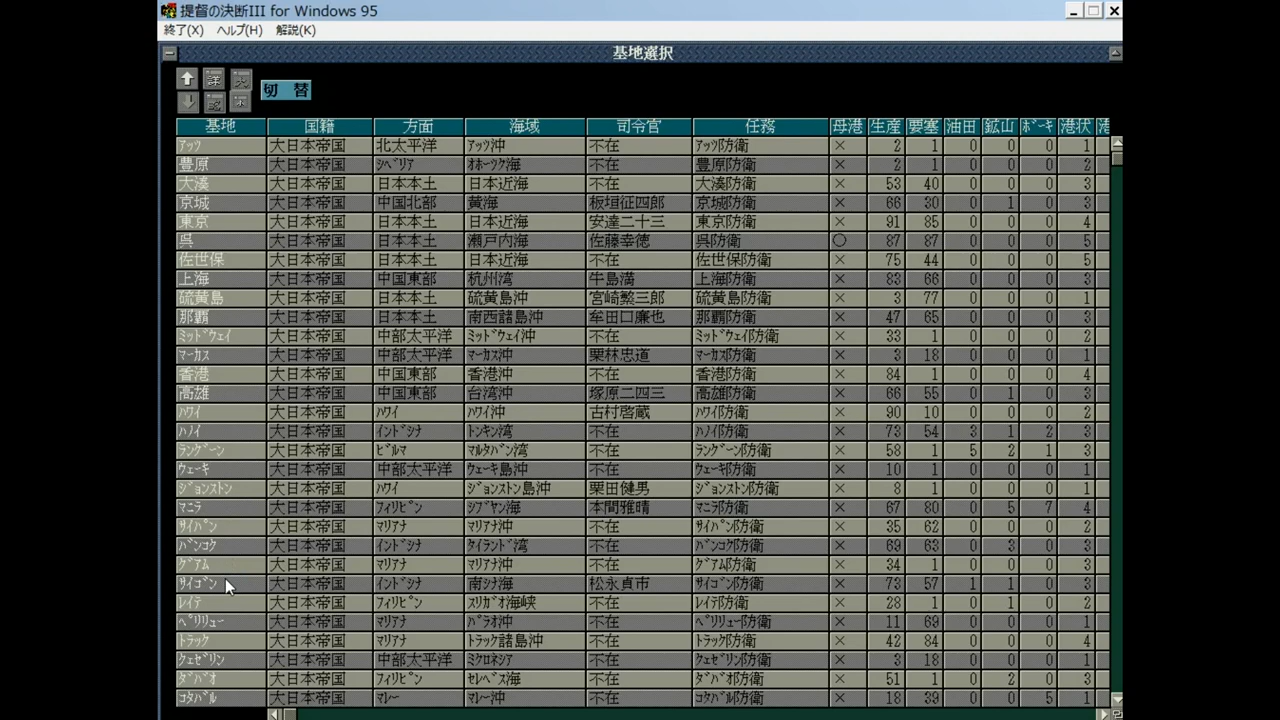 提督の決断III for Windows 95
終了(X) ヘルプ(H) 解説(K)
基地選択
切 替
基地 国籍 方面 海域 司令官 任務 母港 生産 要塞 油田 鉱山 ボーキ 港状
アッツ 大日本帝国 北太平洋 アッツ沖 不在 アッツ防衛 × 2 1 0 0 0 1
豊原 大日本帝国 シベリア オホーツク海 不在 豊原防衛 × 2 1 0 0 0 2
大湊 大日本帝国 日本本土 日本近海 不在 大湊防衛 × 53 40 0 0 0 3
京城 大日本帝国 中国北部 黄海 板垣征四郎 京城防衛 × 66 30 0 1 0 3
東京 大日本帝国 日本本土 日本近海 安達二十三 東京防衛 × 91 85 0 0 0 4
呉 大日本帝国 日本本土 瀬戸内海 佐藤幸徳 呉防衛 ○ 87 87 0 0 0 5
佐世保 大日本帝国 日本本土 日本近海 不在 佐世保防衛 × 75 44 0 0 0 5
上海 大日本帝国 中国東部 杭州湾 牛島満 上海防衛 × 83 66 0 0 0 3
硫黄島 大日本帝国 日本本土 硫黄島沖 宮崎繁三郎 硫黄島防衛 × 3 77 0 0 0 1
那覇 大日本帝国 日本本土 南西諸島沖 牟田口廉也 那覇防衛 × 47 65 0 0 0 3
ミッドウェイ 大日本帝国 中部太平洋 ミッドウェイ沖 不在 ミッドウェイ防衛 × 33 1 0 0 0 2
マーカス 大日本帝国 中部太平洋 マーカス沖 栗林忠道 マーカス防衛 × 3 18 0 0 0 1
香港 大日本帝国 中国東部 香港沖 不在 香港防衛 × 84 1 0 0 0 4
高雄 大日本帝国 中国東部 台湾沖 塚原二四三 高雄防衛 × 66 55 0 1 0 3
ハワイ 大日本帝国 ハワイ ハワイ沖 古村啓蔵 ハワイ防衛 × 90 10 0 0 0 2
ハノイ 大日本帝国 インドシナ トンキン湾 不在 ハノイ防衛 × 73 54 3 1 2 3
ラングーン 大日本帝国 ビルマ マルタバン湾 不在 ラングーン防衛 × 58 1 5 2 1 3
ウェーキ 大日本帝国 中部太平洋 ウェーキ島沖 不在 ウェーキ防衛 × 10 1 0 0 0 1
ジョンストン 大日本帝国 ハワイ ジョンストン島沖 栗田健男 ジョンストン防衛 × 8 1 0 0 0 1
マニラ 大日本帝国 フィリピン シブヤン海 本間雅晴 マニラ防衛 × 67 80 0 5 7 4
サイパン 大日本帝国 マリアナ マリアナ沖 不在 サイパン防衛 × 35 62 0 0 0 2
バンコク 大日本帝国 インドシナ タイランド湾 不在 バンコク防衛 × 69 63 0 3 0 3
グアム 大日本帝国 マリアナ マリアナ沖 不在 グアム防衛 × 34 1 0 0 0 3
サイゴン 大日本帝国 インドシナ 南シナ海 松永貞市 サイゴン防衛 × 73 57 1 1 0 3
レイテ 大日本帝国 フィリピン スリガオ海峡 不在 レイテ防衛 × 28 1 0 1 0 2
ペリリュー 大日本帝国 マリアナ パラオ沖 不在 ペリリュー防衛 × 11 69 0 0 0 1
トラック 大日本帝国 マリアナ トラック諸島沖 不在 トラック防衛 × 42 84 0 0 0 4
クェゼリン 大日本帝国 中部太平洋 ミクロネシア 不在 クェゼリン防衛 × 3 18 0 0 0 1
ダバオ 大日本帝国 フィリピン セレベス海 不在 ダバオ防衛 × 51 1 0 2 0 3
コタバル 大日本帝国 マレー マレー沖 不在 コタバル防衛 × 18 39 0 0 5 1